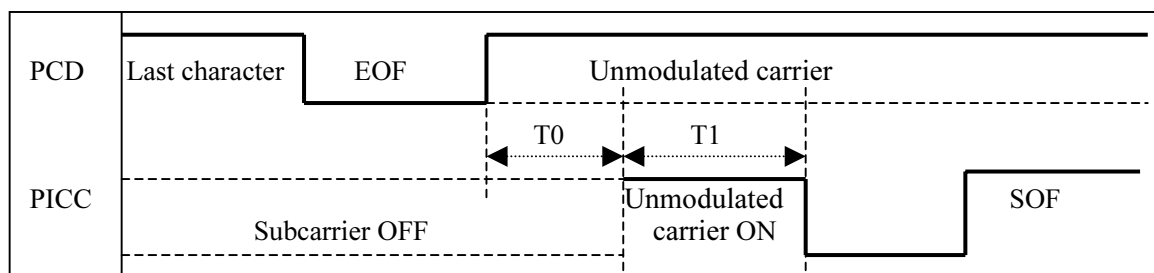 PCD Last character EOF Unmodulated carrier
T0 T1
PICC Unmodulated SOF
Subcarrier OFF carrier ON